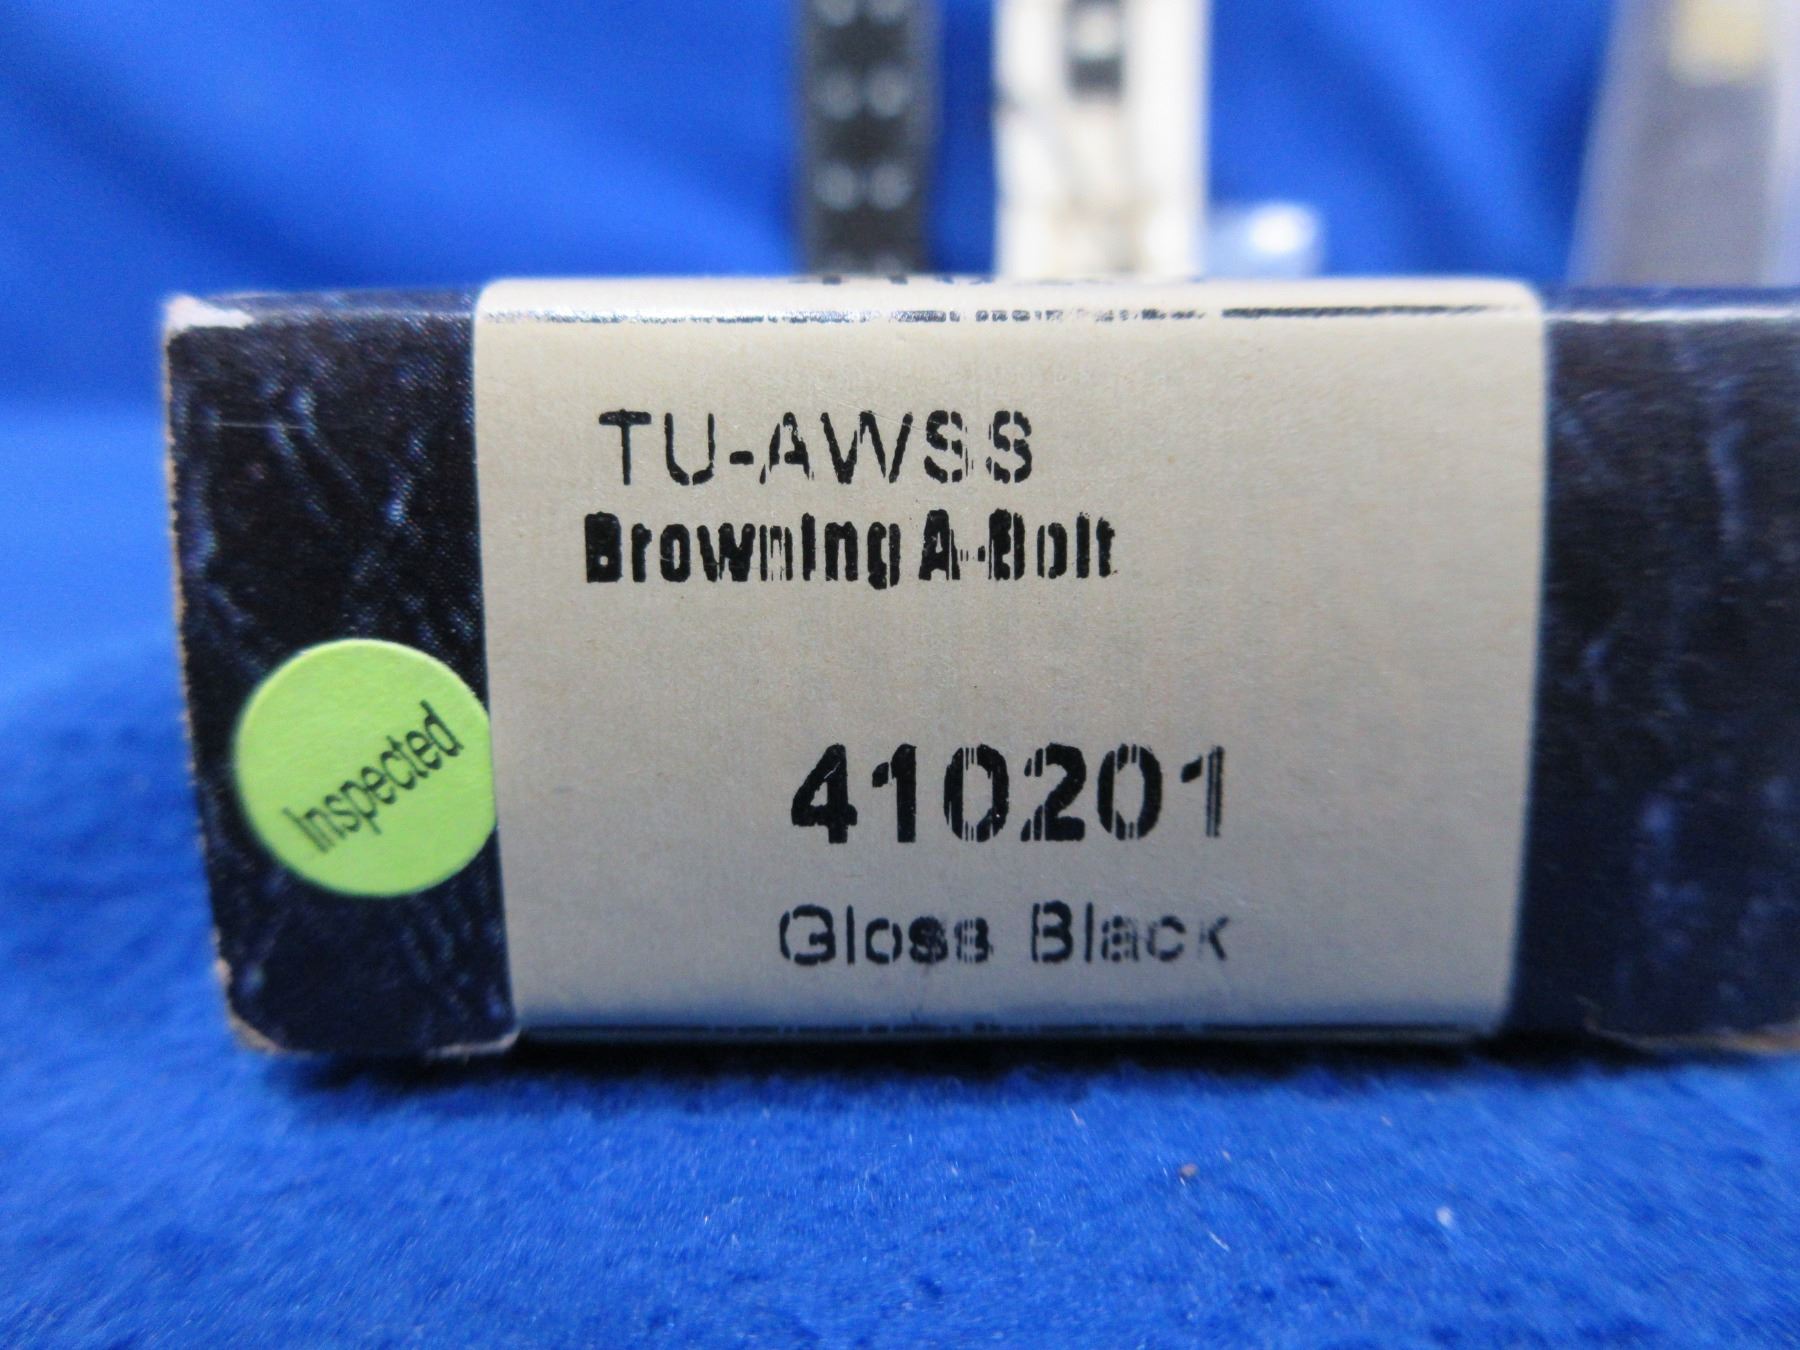 TU-AWSS
Browning A-Bolt
Inspected
410201
Gloss Black